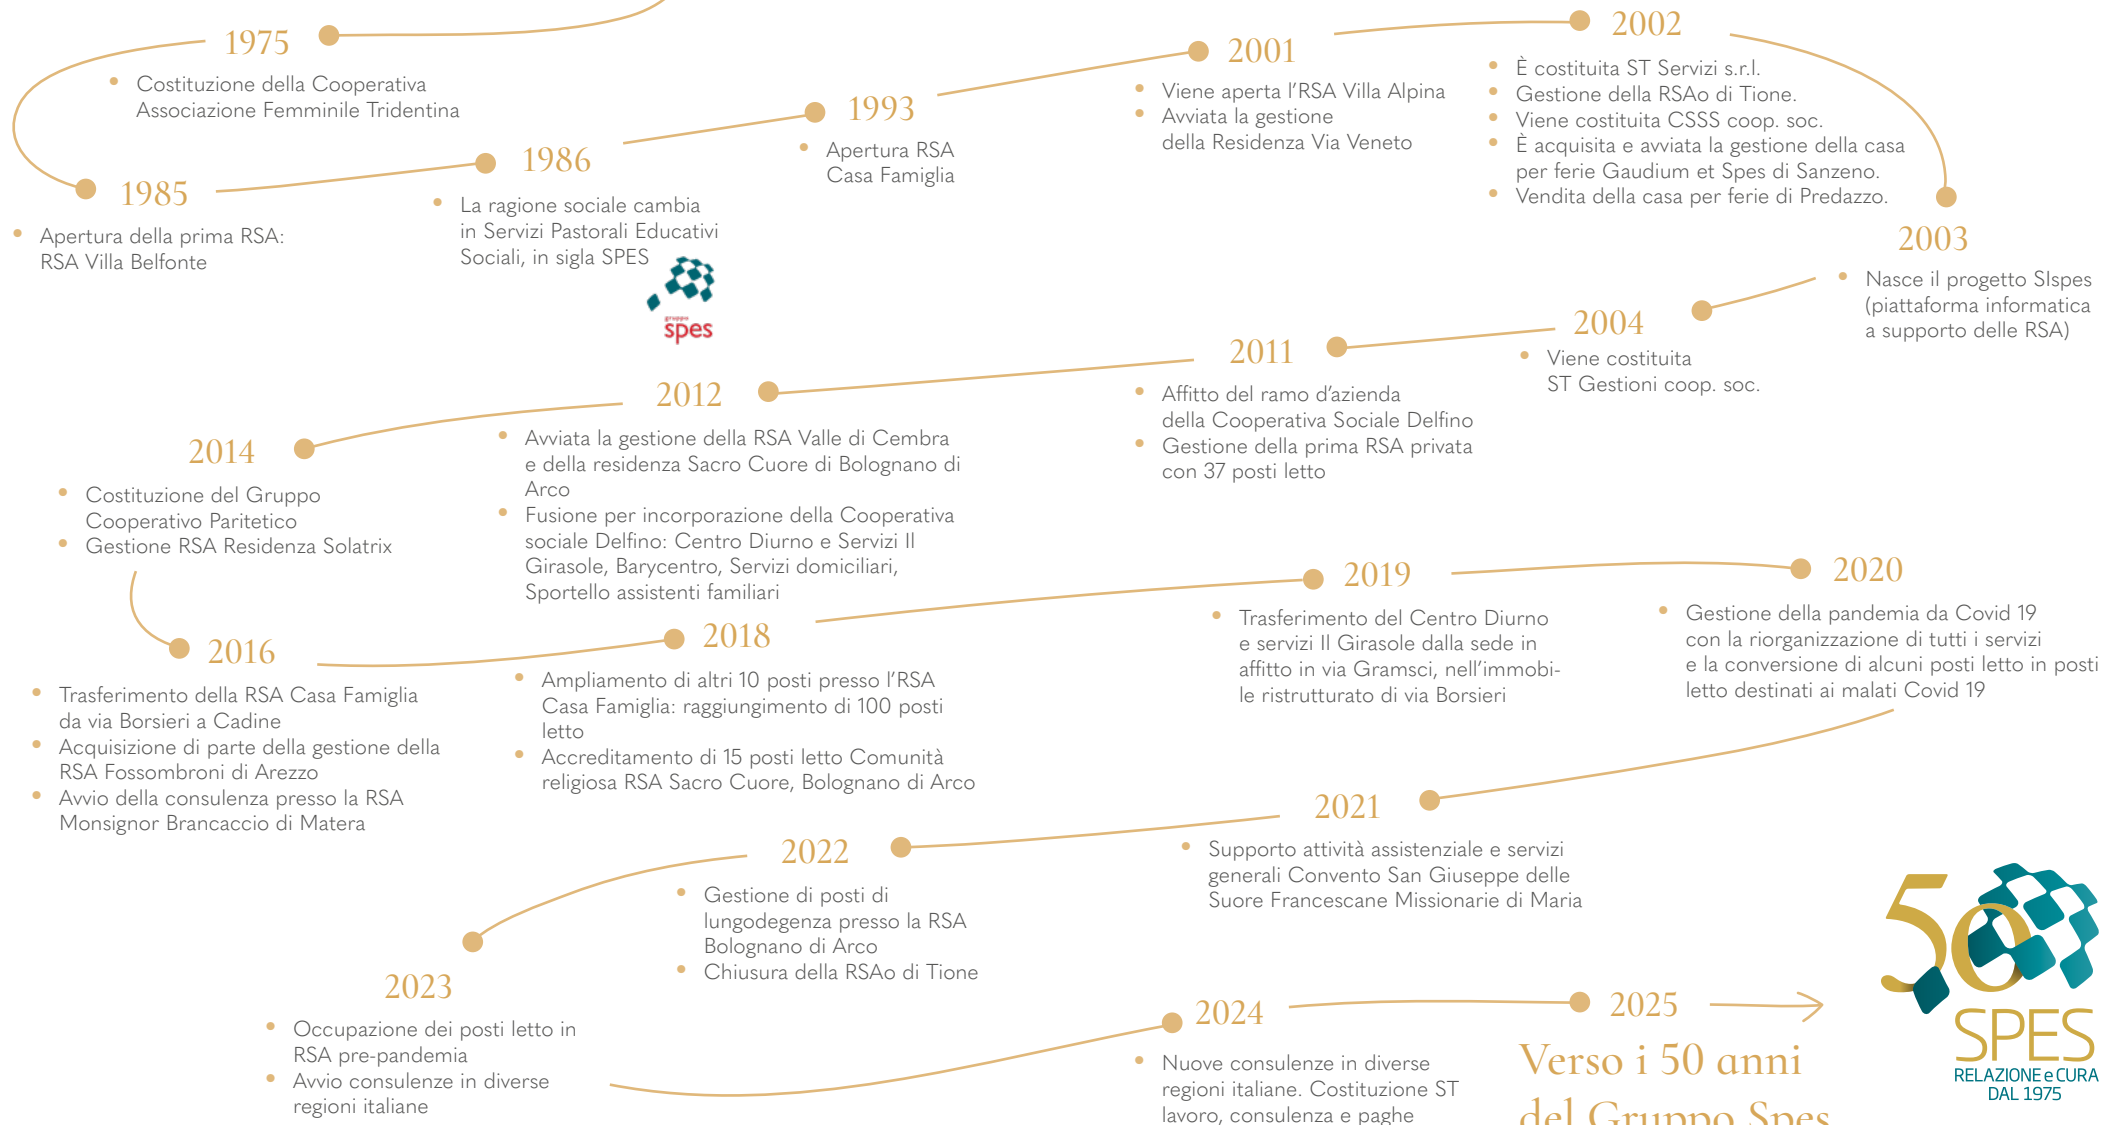 1975
• Costituzione della Cooperativa
Associazione Femminile Tridentina
1985
• Apertura della prima RSA:
RSA Villa Belfonte
1986
• La ragione sociale cambia
in Servizi Pastorali Educativi
Sociali, in sigla SPES
gruppo
spes
1993
• Apertura RSA
Casa Famiglia
2001
• Viene aperta l'RSA Villa Alpina
• Avviata la gestione
della Residenza Via Veneto
2002
• È costituita ST Servizi s.r.l.
• Gestione della RSAo di Tione.
• Viene costituita CSSS coop. soc.
• È acquisita e avviata la gestione della casa
per ferie Gaudium et Spes di Sanzeno.
• Vendita della casa per ferie di Predazzo.
2003
• Nasce il progetto SIspes
(piattaforma informatica
a supporto delle RSA)
2004
• Viene costituita
ST Gestioni coop. soc.
2011
• Affitto del ramo d'azienda
della Cooperativa Sociale Delfino
• Gestione della prima RSA privata
con 37 posti letto
2012
• Avviata la gestione della RSA Valle di Cembra
e della residenza Sacro Cuore di Bolognano di
Arco
• Fusione per incorporazione della Cooperativa
sociale Delfino: Centro Diurno e Servizi Il
Girasole, Barycentro, Servizi domiciliari,
Sportello assistenti familiari
2014
• Costituzione del Gruppo
Cooperativo Paritetico
• Gestione RSA Residenza Solatrix
2016
• Trasferimento della RSA Casa Famiglia
da via Borsieri a Cadine
• Acquisizione di parte della gestione della
RSA Fossombroni di Arezzo
• Avvio della consulenza presso la RSA
Monsignor Brancaccio di Matera
2018
• Ampliamento di altri 10 posti presso l'RSA
Casa Famiglia: raggiungimento di 100 posti
letto
• Accreditamento di 15 posti letto Comunità
religiosa RSA Sacro Cuore, Bolognano di Arco
2019
• Trasferimento del Centro Diurno
e servizi Il Girasole dalla sede in
affitto in via Gramsci, nell'immobi-
le ristrutturato di via Borsieri
2020
• Gestione della pandemia da Covid 19
con la riorganizzazione di tutti i servizi
e la conversione di alcuni posti letto in posti
letto destinati ai malati Covid 19
2021
• Supporto attività assistenziale e servizi
generali Convento San Giuseppe delle
Suore Francescane Missionarie di Maria
2022
• Gestione di posti di
lungodegenza presso la RSA
Bolognano di Arco
• Chiusura della RSAo di Tione
2023
• Occupazione dei posti letto in
RSA pre-pandemia
• Avvio consulenze in diverse
regioni italiane
2024
• Nuove consulenze in diverse
regioni italiane. Costituzione ST
lavoro, consulenza e paghe
2025
Verso i 50 anni
del Gruppo Spes
50
SPES
RELAZIONE e CURA
DAL 1975